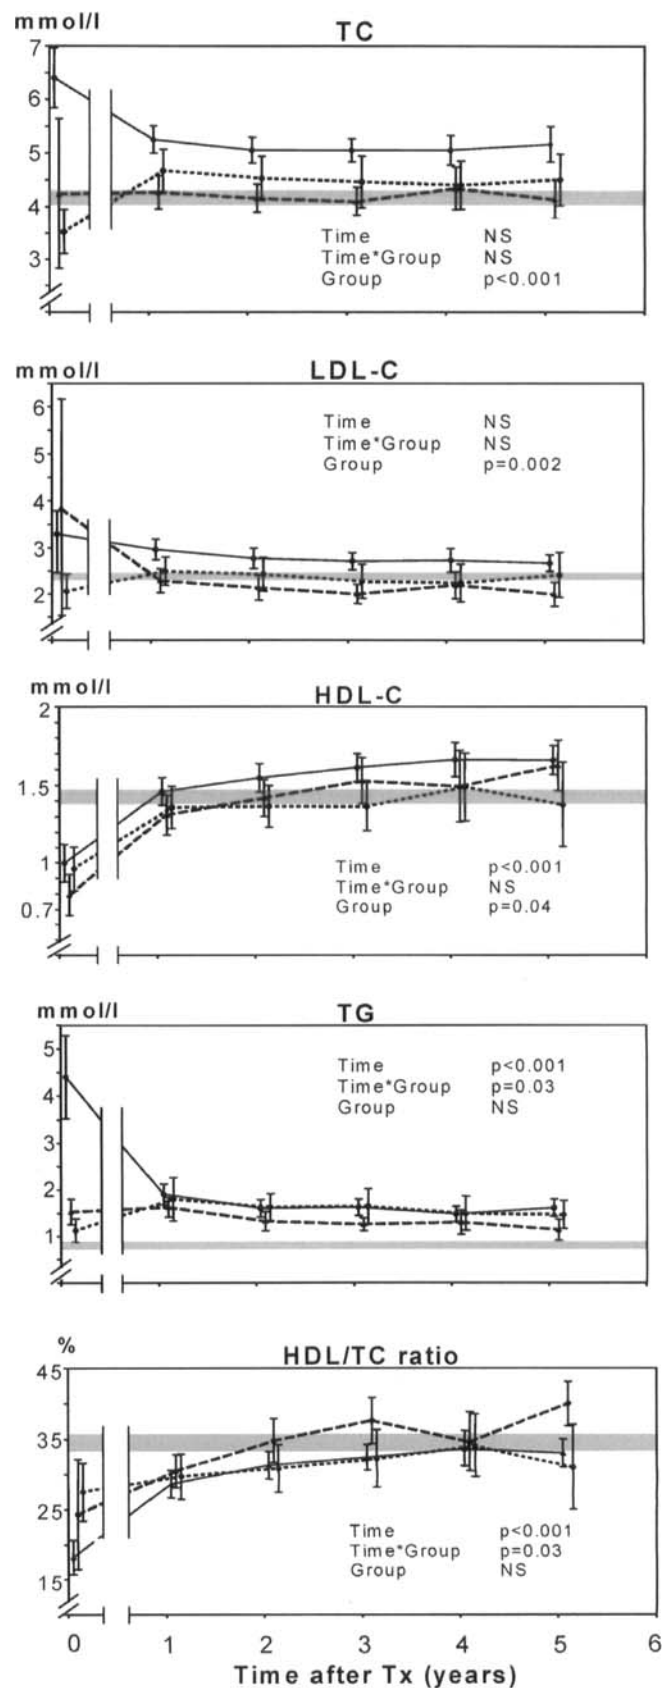 mmol/l
TC
7
6
5
4
3
Time NS
Time*Group NS
Group p<0.001
mmol/l
LDL-C
6
5
4
3
2
Time NS
Time*Group NS
Group p=0.002
mmol/l
HDL-C
2
1.5
1
0.7
Time p<0.001
Time*Group NS
Group p=0.04
mmol/l
TG
5
4
3
2
1
Time p<0.001
Time*Group p=0.03
Group NS
%
HDL/TC ratio
45
35
25
15
Time p<0.001
Time*Group p=0.03
Group NS
0 1 2 3 4 5 6
Time after Tx (years)